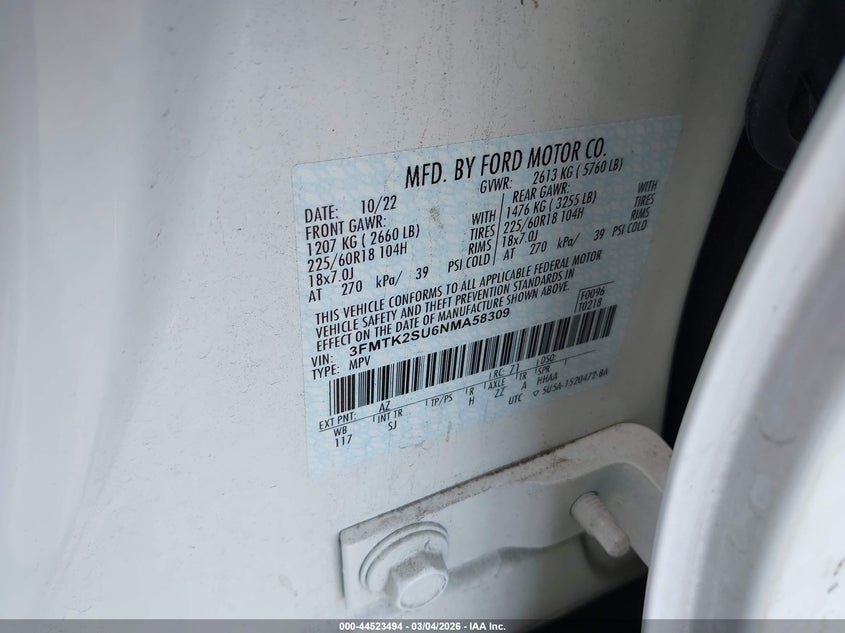 MFD. BY FORD MOTOR CO.
DATE: 10/22 GVWR: 2613 KG ( 5760 LB)
FRONT GAWR: WITH REAR GAWR: WITH
1207 KG ( 2660 LB) TIRES 1476 KG ( 3255 LB) TIRES
225/60R18 104H RIMS 225/60R18 104H RIMS
18x7.0J 18x7.0J
AT 270 kPa/ 39 PSI COLD AT 270 kPa/ 39 PSI COLD
THIS VEHICLE CONFORMS TO ALL APPLICABLE FEDERAL MOTOR
VEHICLE SAFETY AND THEFT PREVENTION STANDARDS IN
EFFECT ON THE DATE OF MANUFACTURE SHOWN ABOVE.
F0096
T0218
VIN: 3FMTK2SU6NMA58309
TYPE: MPV
EXT PNT: AZ RC: Z DSO:
WB INT TR TP/PS R AXLE TR SPR
117 SJ H ZZ A HHAA
UTC 5U5A-1520472-BA
000-44523494 - 03/04/2026 - IAA Inc.